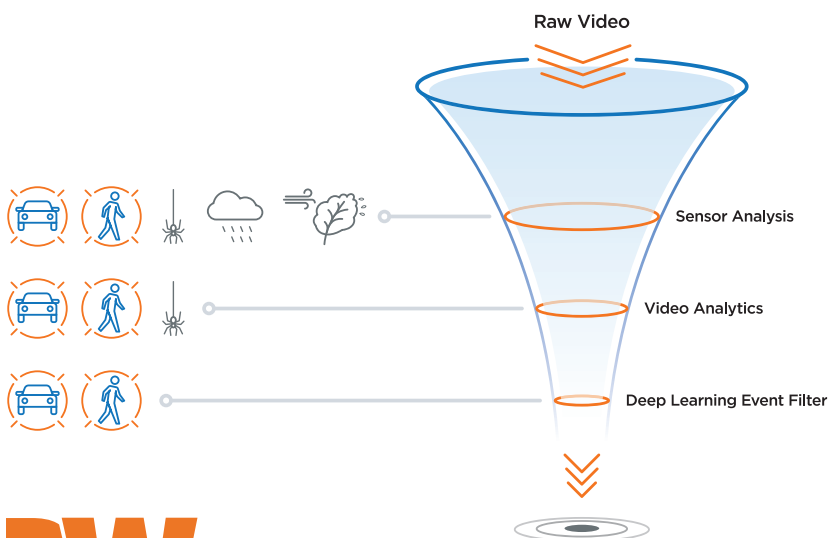 Raw Video
Sensor Analysis
Video Analytics
Deep Learning Event Filter